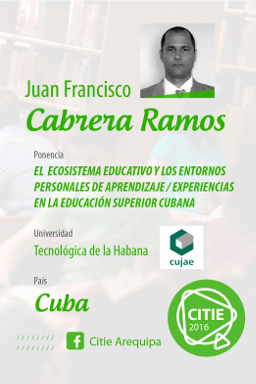 Juan Francisco
Cabrera Ramos
Ponencia
EL ECOSISTEMA EDUCATIVO Y LOS ENTORNOS
PERSONALES DE APRENDIZAJE / EXPERIENCIAS
EN LA EDUCACIÓN SUPERIOR CUBANA
Universidad
Tecnológica de la Habana
cujae
País
Cuba
CITIE
2016
f Citie Arequipa